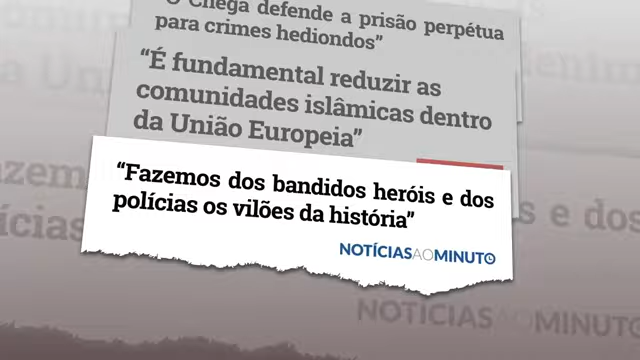 "O Chega defende a prisão perpétua
para crimes hediondos"
"É fundamental reduzir as
comunidades islâmicas dentro
da União Europeia"
"Fazemos dos bandidos heróis e dos
polícias os vilões da história"
NOTÍCIASAOMINUTO
s e dos
NOTÍCIASAOMINUTO